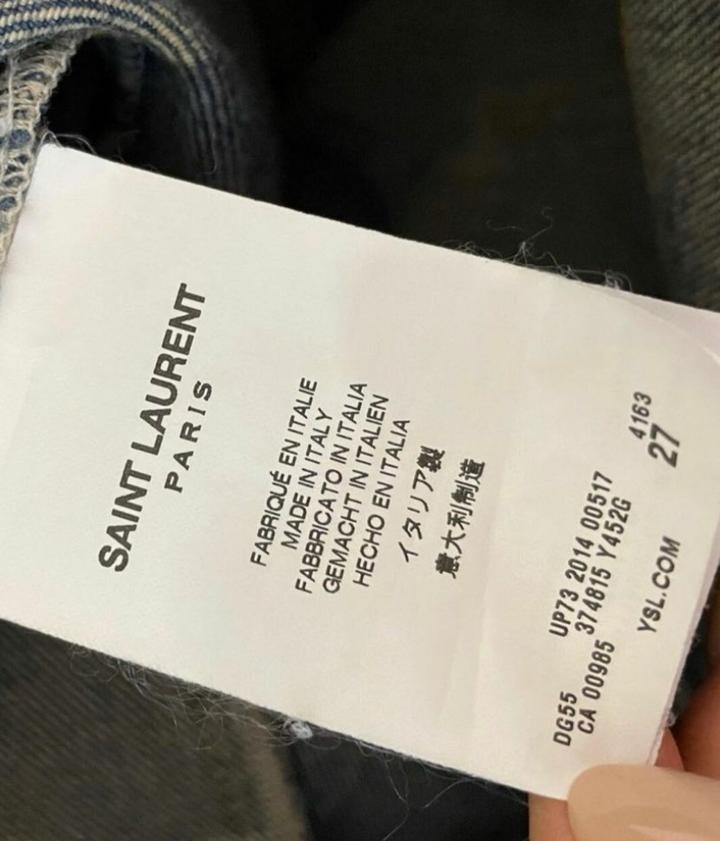 SAINT LAURENT
PARIS
FABRIQUÉ EN ITALIE
MADE IN ITALY
FABBRICATO IN ITALIA
GEMACHT IN ITALIEN
HECHO EN ITALIA
イタリア製
意大利制造
DG55 UP73 2014 00517 4163
CA 00985 374815 Y452G 27
YSL.COM